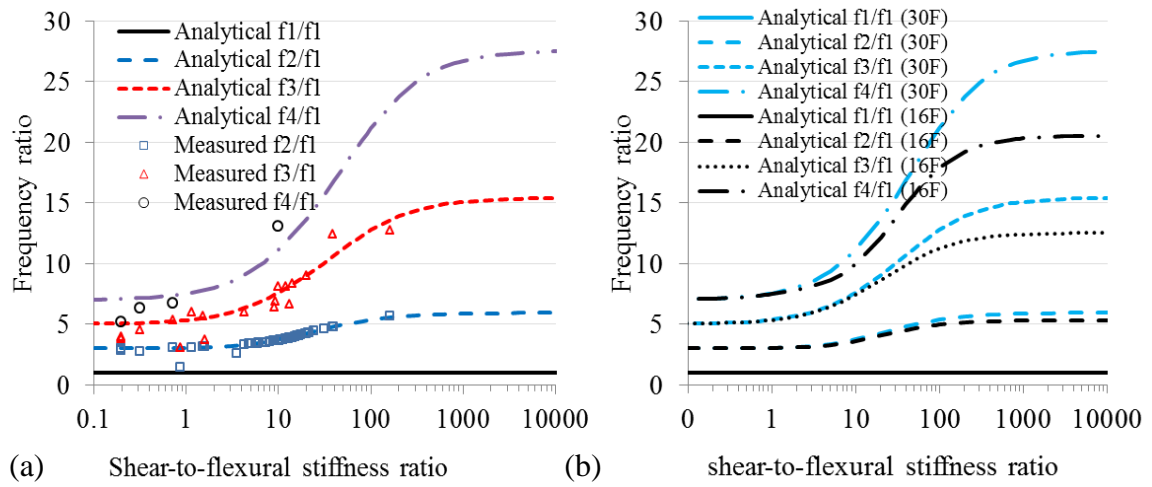 Frequency ratio
30
25
20
15
10
5
0
Analytical f1/f1
Analytical f2/f1
Analytical f3/f1
Analytical f4/f1
Measured f2/f1
Measured f3/f1
Measured f4/f1
0.1 1 10 100 1000 10000
(a) Shear-to-flexural stiffness ratio
Frequency ratio
30
25
20
15
10
5
0
Analytical f1/f1 (30F)
Analytical f2/f1 (30F)
Analytical f3/f1 (30F)
Analytical f4/f1 (30F)
Analytical f1/f1 (16F)
Analytical f2/f1 (16F)
Analytical f3/f1 (16F)
Analytical f4/f1 (16F)
0 1 10 100 1000 10000
(b) shear-to-flexural stiffness ratio